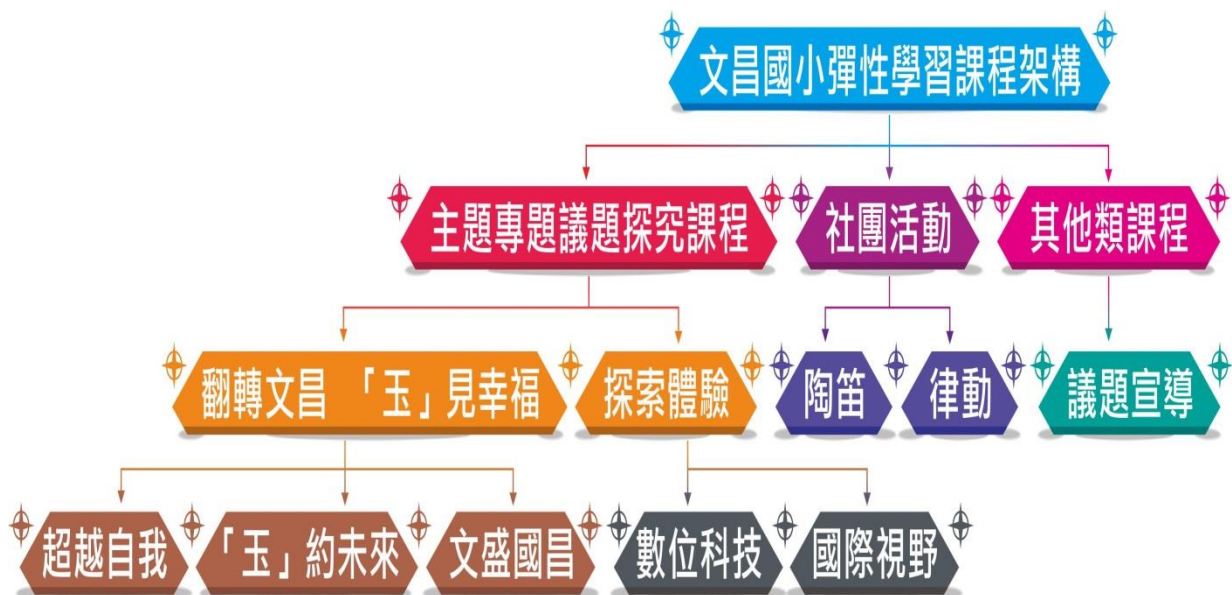 文昌國小彈性學習課程架構
主題專題議題探究課程
社團活動
其他類課程
翻轉文昌 「玉」見幸福
探索體驗
陶笛
律動
議題宣導
超越自我
「玉」約未來
文盛國昌
數位科技
國際視野